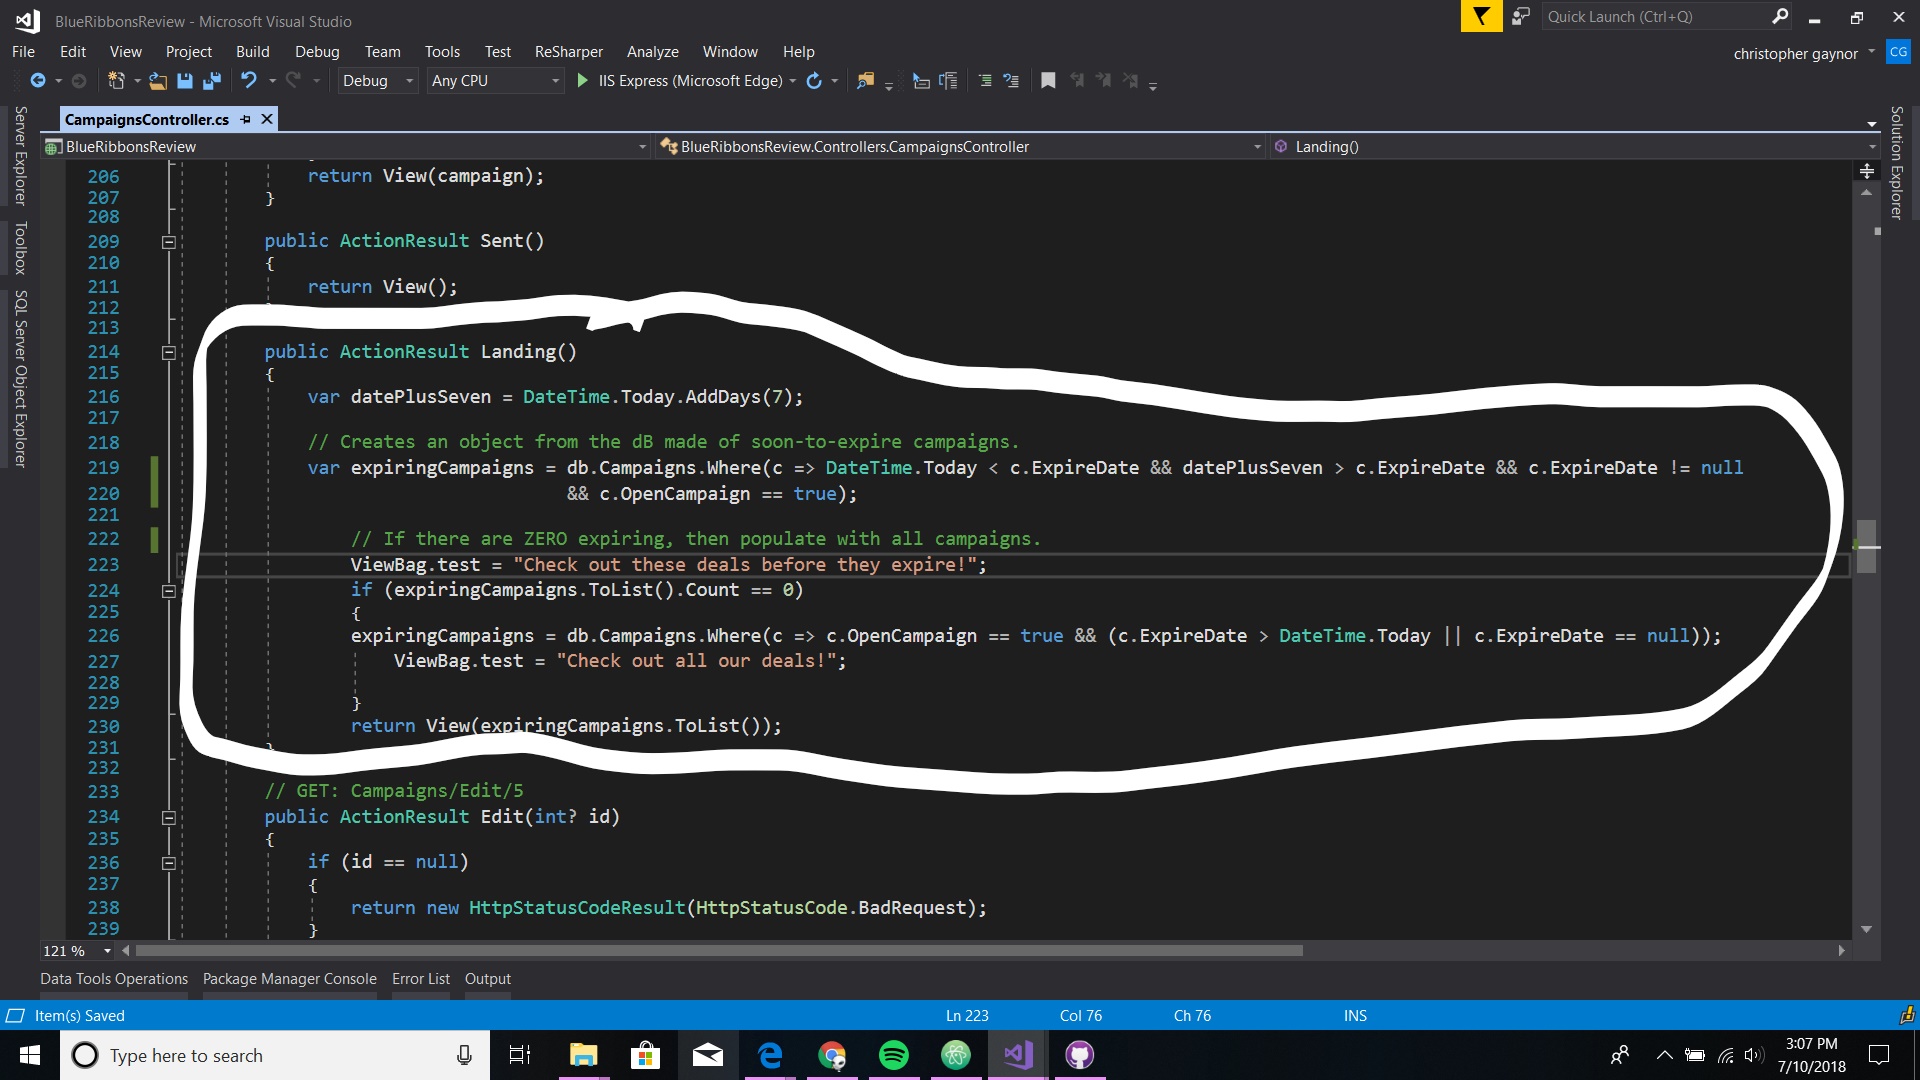 BlueRibbonsReview - Microsoft Visual Studio
Quick Launch (Ctrl+Q)
File Edit View Project Build Debug Team Tools Test ReSharper Analyze Window Help
christopher gaynor CG
Debug Any CPU IIS Express (Microsoft Edge)
CampaignsController.cs
BlueRibbonsReview BlueRibbonsReview.Controllers.CampaignsController Landing()
Server Explorer
Toolbox
SQL Server Object Explorer
Solution Explorer
206 return View(campaign);
207 }
208
209 public ActionResult Sent()
210 {
211 return View();
212
213
214 public ActionResult Landing()
215 {
216 var datePlusSeven = DateTime.Today.AddDays(7);
217
218 // Creates an object from the dB made of soon-to-expire campaigns.
219 var expiringCampaigns = db.Campaigns.Where(c => DateTime.Today < c.ExpireDate && datePlusSeven > c.ExpireDate && c.ExpireDate != null
220 && c.OpenCampaign == true);
221
222 // If there are ZERO expiring, then populate with all campaigns.
223 ViewBag.test = "Check out these deals before they expire!";
224 if (expiringCampaigns.ToList().Count == 0)
225 {
226 expiringCampaigns = db.Campaigns.Where(c => c.OpenCampaign == true && (c.ExpireDate > DateTime.Today || c.ExpireDate == null));
227 ViewBag.test = "Check out all our deals!";
228
229 }
230 return View(expiringCampaigns.ToList());
231 }
232
233 // GET: Campaigns/Edit/5
234 public ActionResult Edit(int? id)
235 {
236 if (id == null)
237 {
238 return new HttpStatusCodeResult(HttpStatusCode.BadRequest);
239 }
121 %
Data Tools Operations Package Manager Console Error List Output
Item(s) Saved Ln 223 Col 76 Ch 76 INS
Type here to search
3:07 PM
7/10/2018